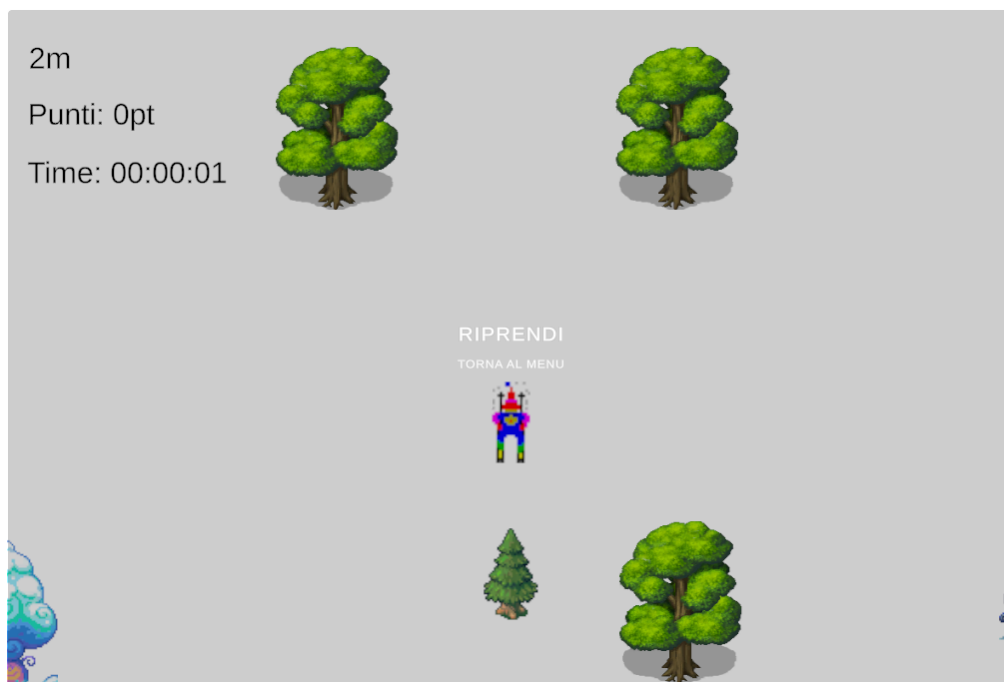 2m
Punti: 0pt
Time: 00:00:01
RIPRENDI
TORNA AL MENU